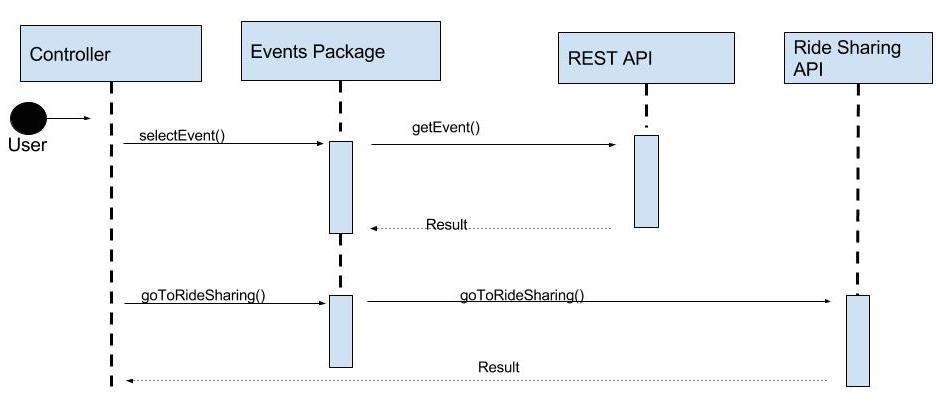 Controller
Events Package
REST API
Ride Sharing
API
User
selectEvent()
getEvent()
Result
goToRideSharing()
goToRideSharing()
Result